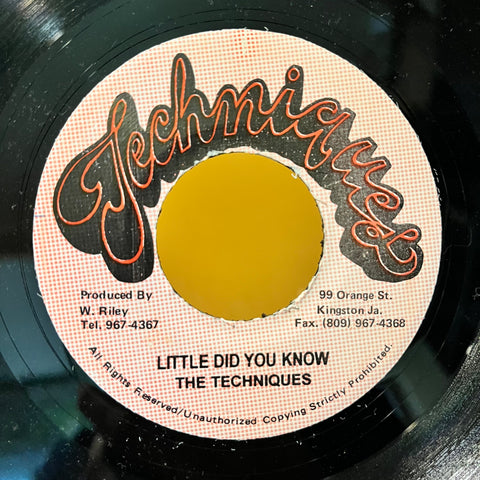 Techniques
Produced By
W. Riley
Tel. 967-4367
99 Orange St.
Kingston Ja.
Fax. (809) 967-4368
LITTLE DID YOU KNOW
THE TECHNIQUES
All Rights Reserved/Unauthorized Copying Strictly Prohibited.